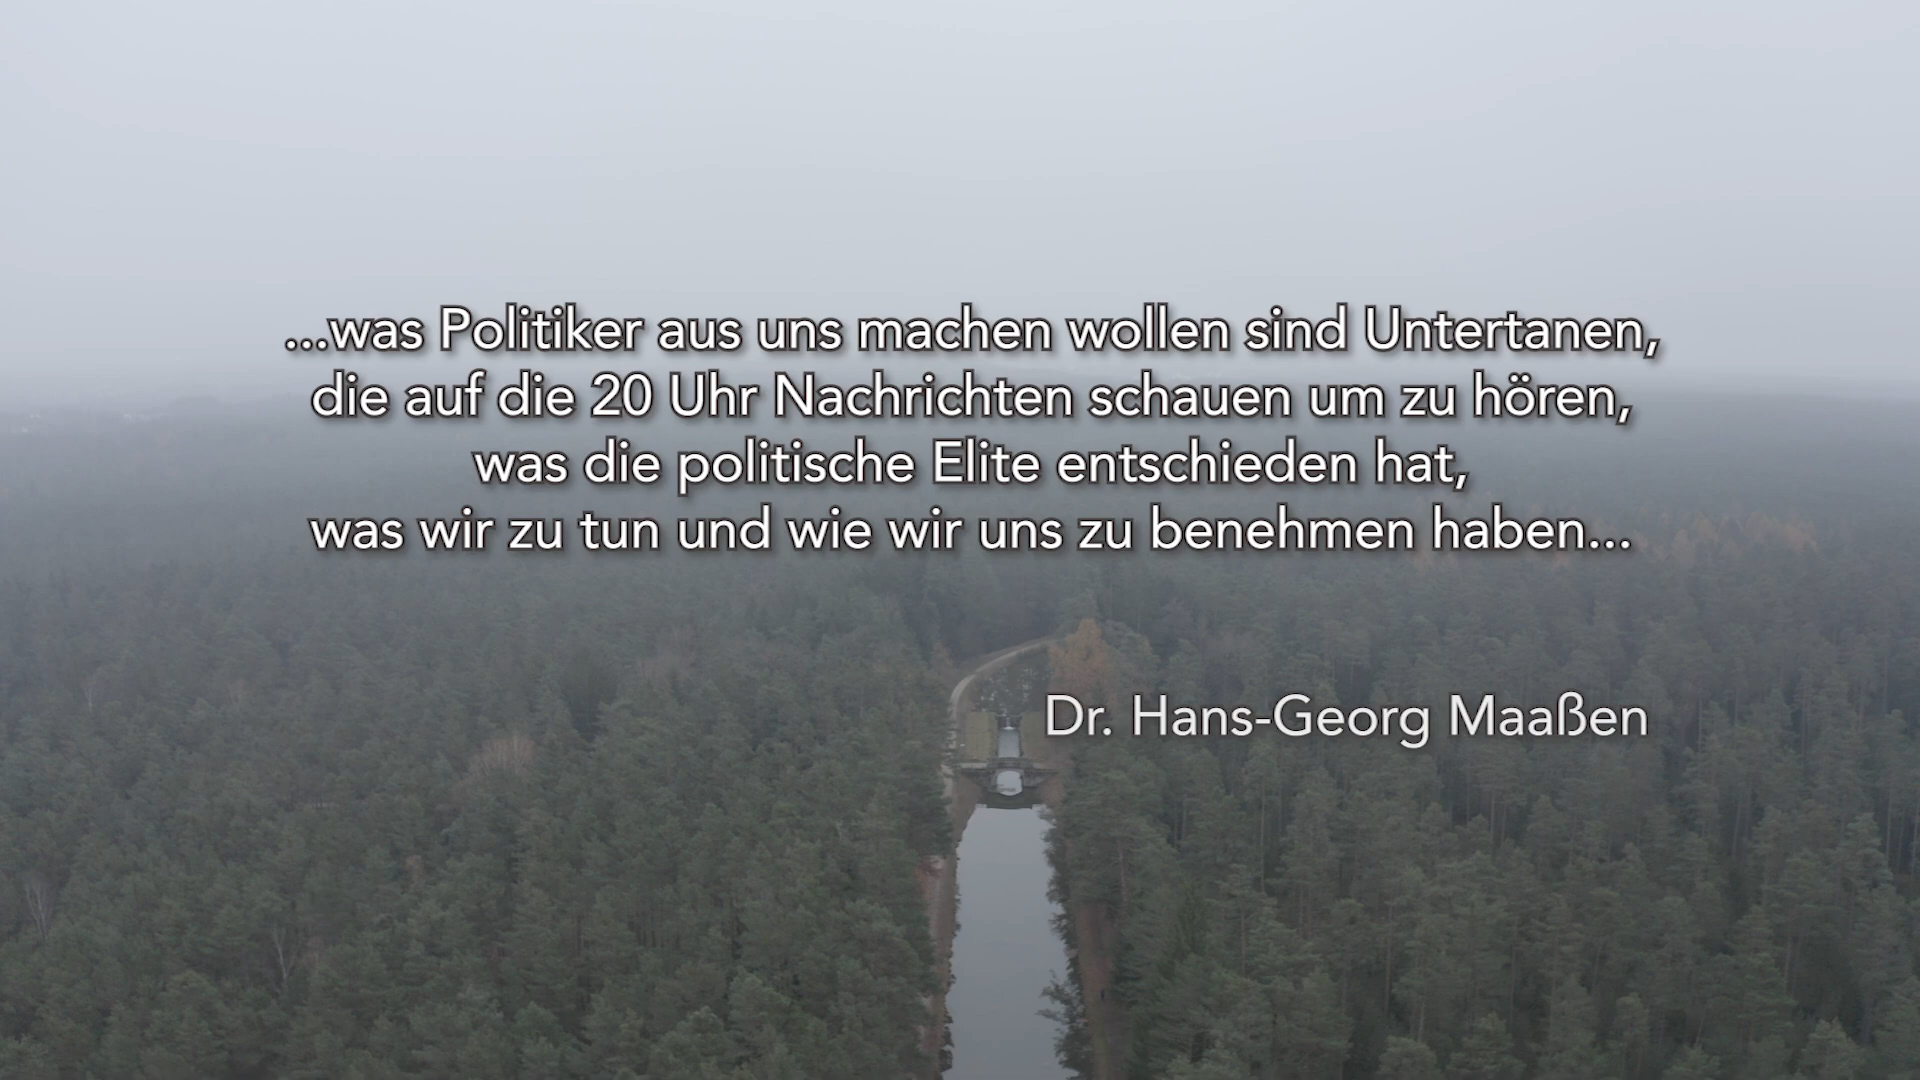 ...was Politiker aus uns machen wollen sind Untertanen,
die auf die 20 Uhr Nachrichten schauen um zu hören,
was die politische Elite entschieden hat,
was wir zu tun und wie wir uns zu benehmen haben...
Dr. Hans-Georg Maaßen